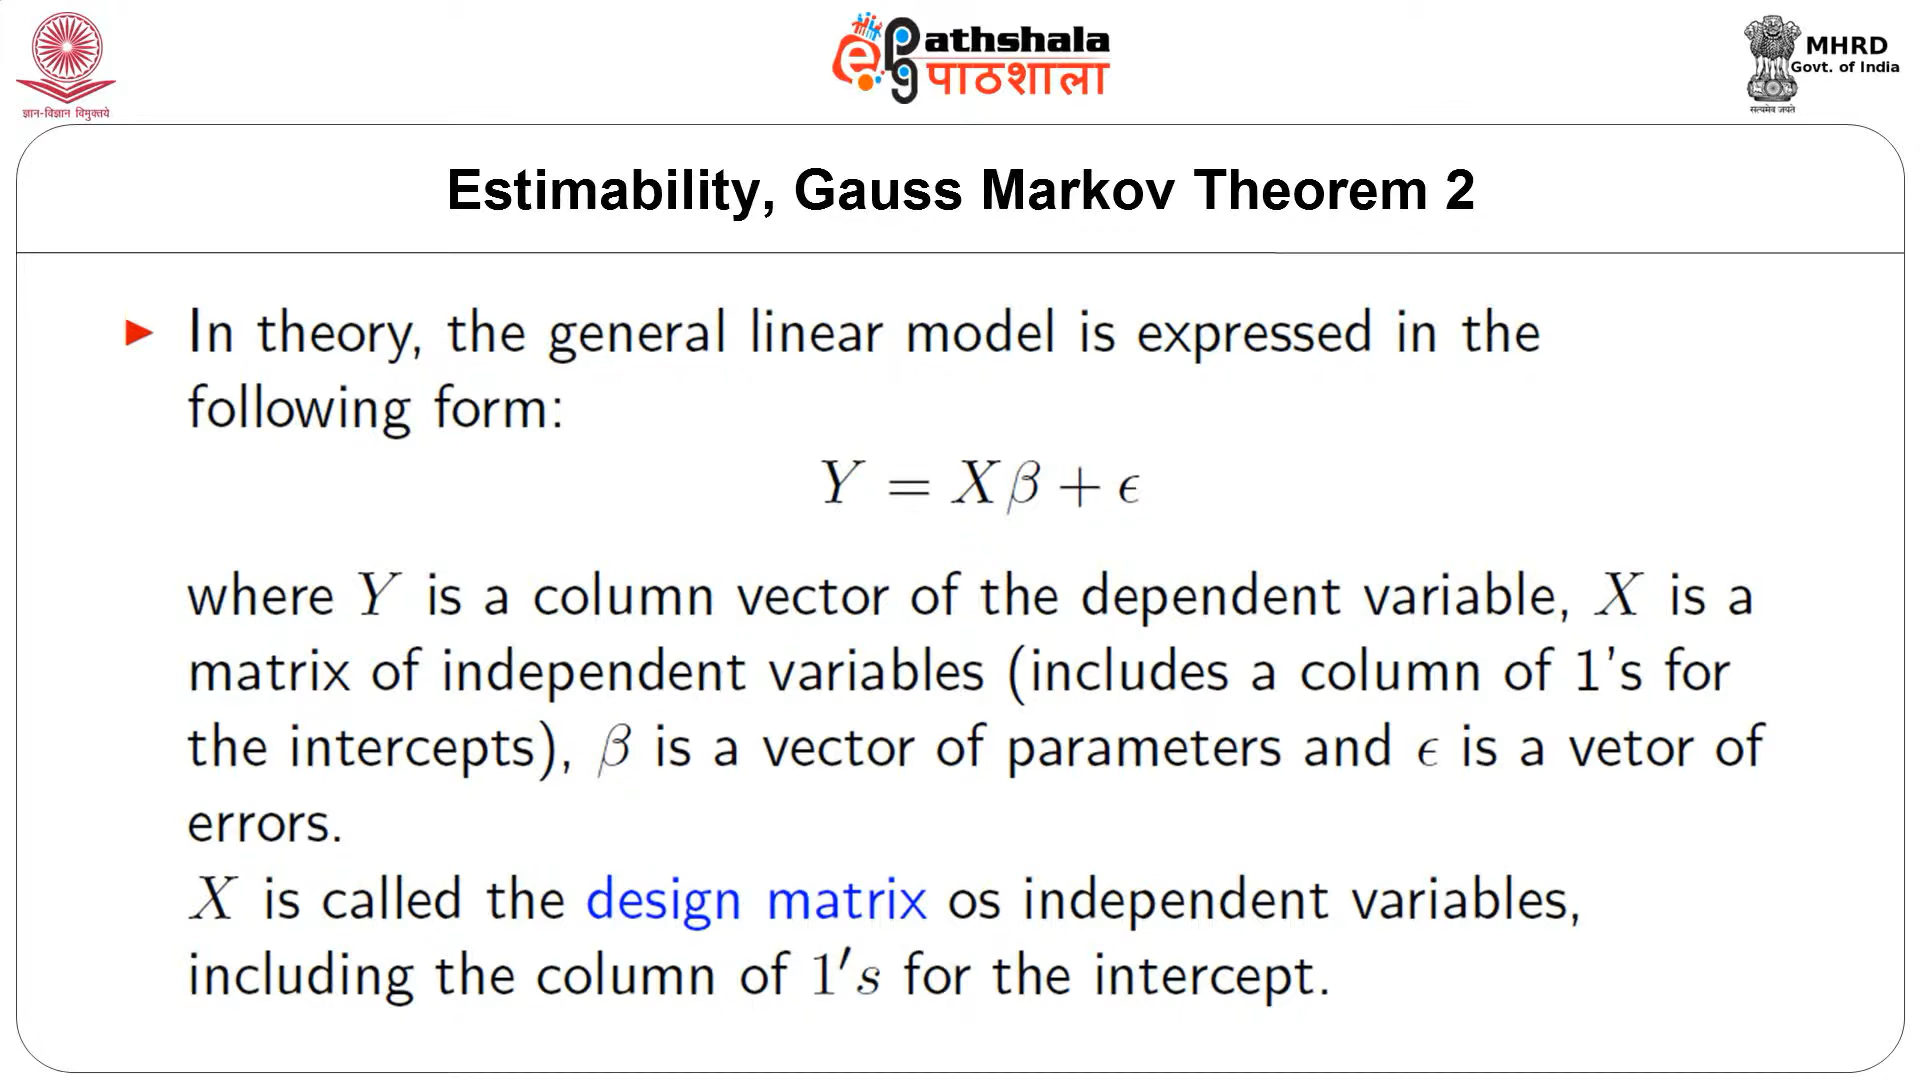 ज्ञान-विज्ञान विमुक्तये
ePG Pathshala
पाठशाला
MHRD
Govt. of India
सत्यमेव जयते
Estimability, Gauss Markov Theorem 2
▶ In theory, the general linear model is expressed in the
following form:
Y = Xβ + ϵ
where Y is a column vector of the dependent variable, X is a
matrix of independent variables (includes a column of 1's for
the intercepts), β is a vector of parameters and ϵ is a vetor of
errors.
X is called the design matrix os independent variables,
including the column of 1′s for the intercept.